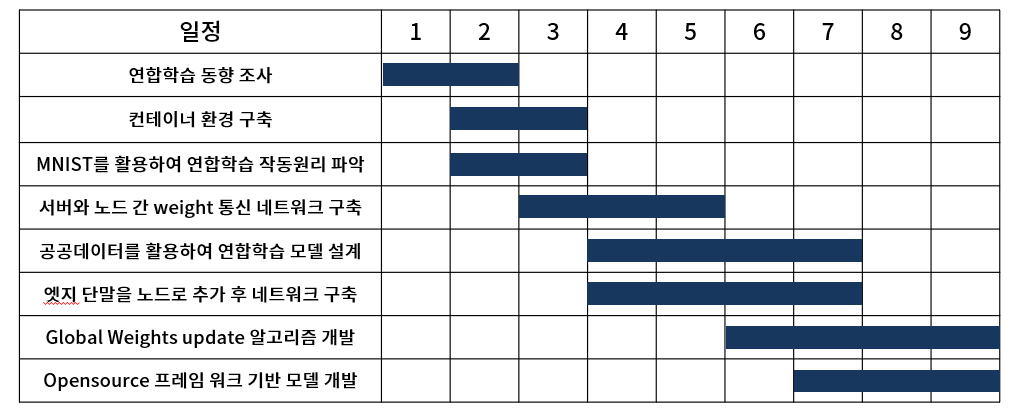 일정 1 2 3 4 5 6 7 8 9
연합학습 동향 조사
컨테이너 환경 구축
MNIST를 활용하여 연합학습 작동원리 파악
서버와 노드 간 weight 통신 네트워크 구축
공공데이터를 활용하여 연합학습 모델 설계
엣지 단말을 노드로 추가 후 네트워크 구축
Global Weights update 알고리즘 개발
Opensource 프레임 워크 기반 모델 개발